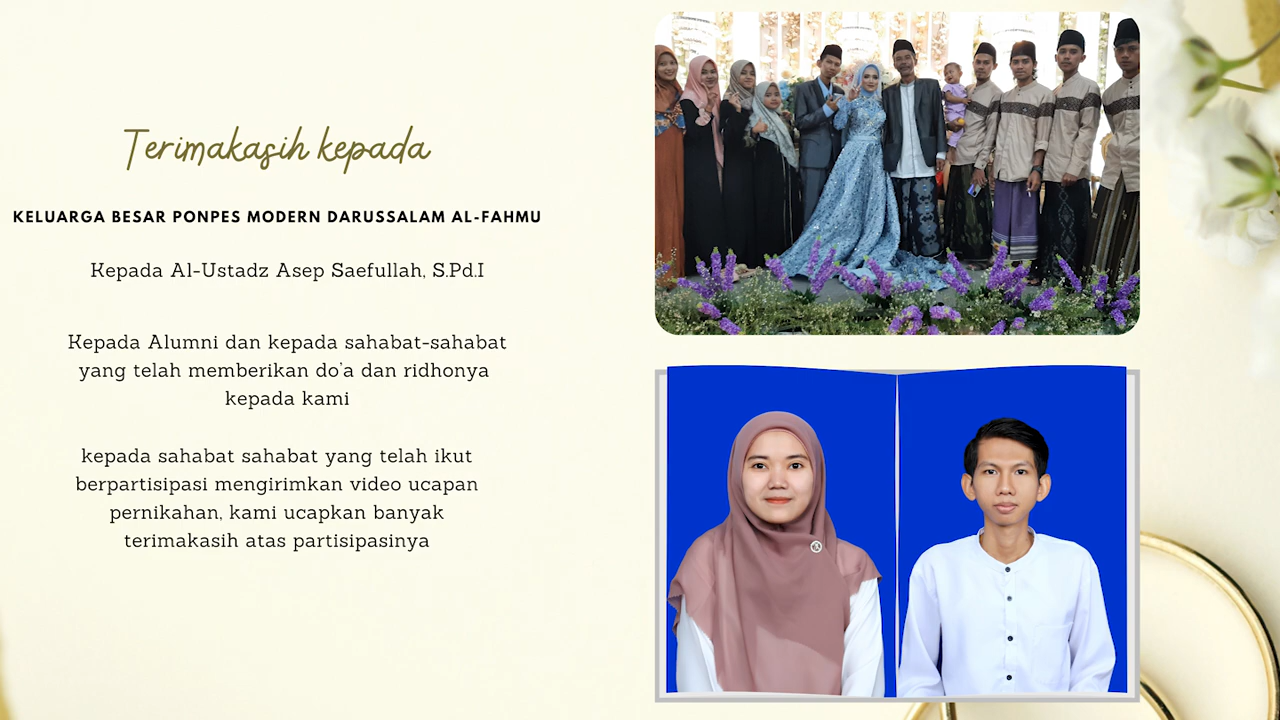 Terimakasih kepada
KELUARGA BESAR PONPES MODERN DARUSSALAM AL-FAHMU
Kepada Al-Ustadz Asep Saefullah, S.Pd.I
Kepada Alumni dan kepada sahabat-sahabat
yang telah memberikan do'a dan ridhonya
kepada kami
kepada sahabat sahabat yang telah ikut
berpartisipasi mengirimkan video ucapan
pernikahan, kami ucapkan banyak
terimakasih atas partisipasinya